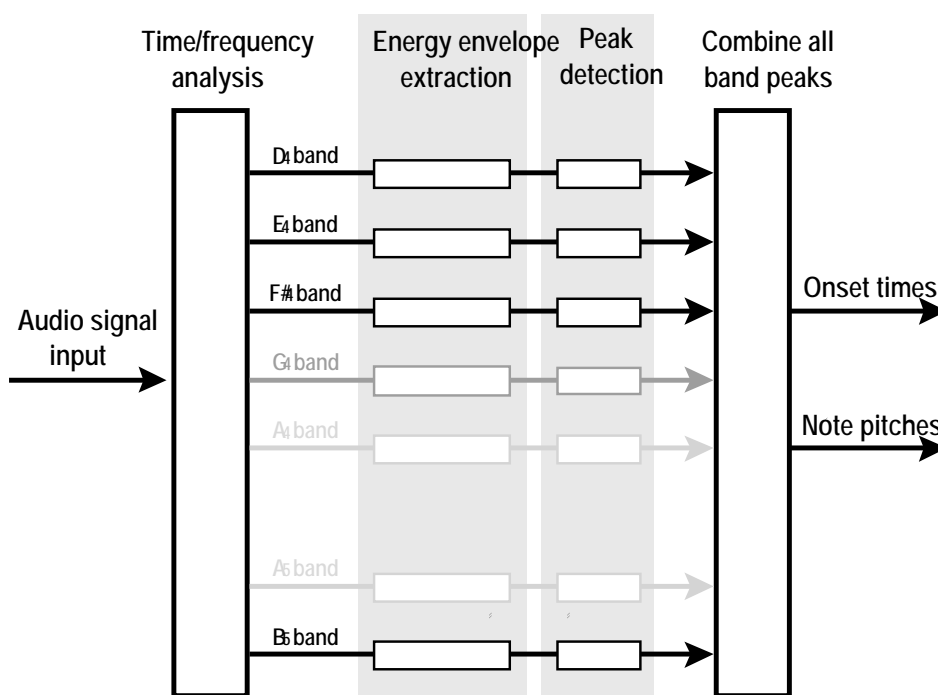 Time/frequency
analysis
Energy envelope
extraction
Peak
detection
Combine all
band peaks
D4 band
E4 band
F#4 band
G4 band
A4 band
A5 band
B5 band
Audio signal
input
Onset times
Note pitches